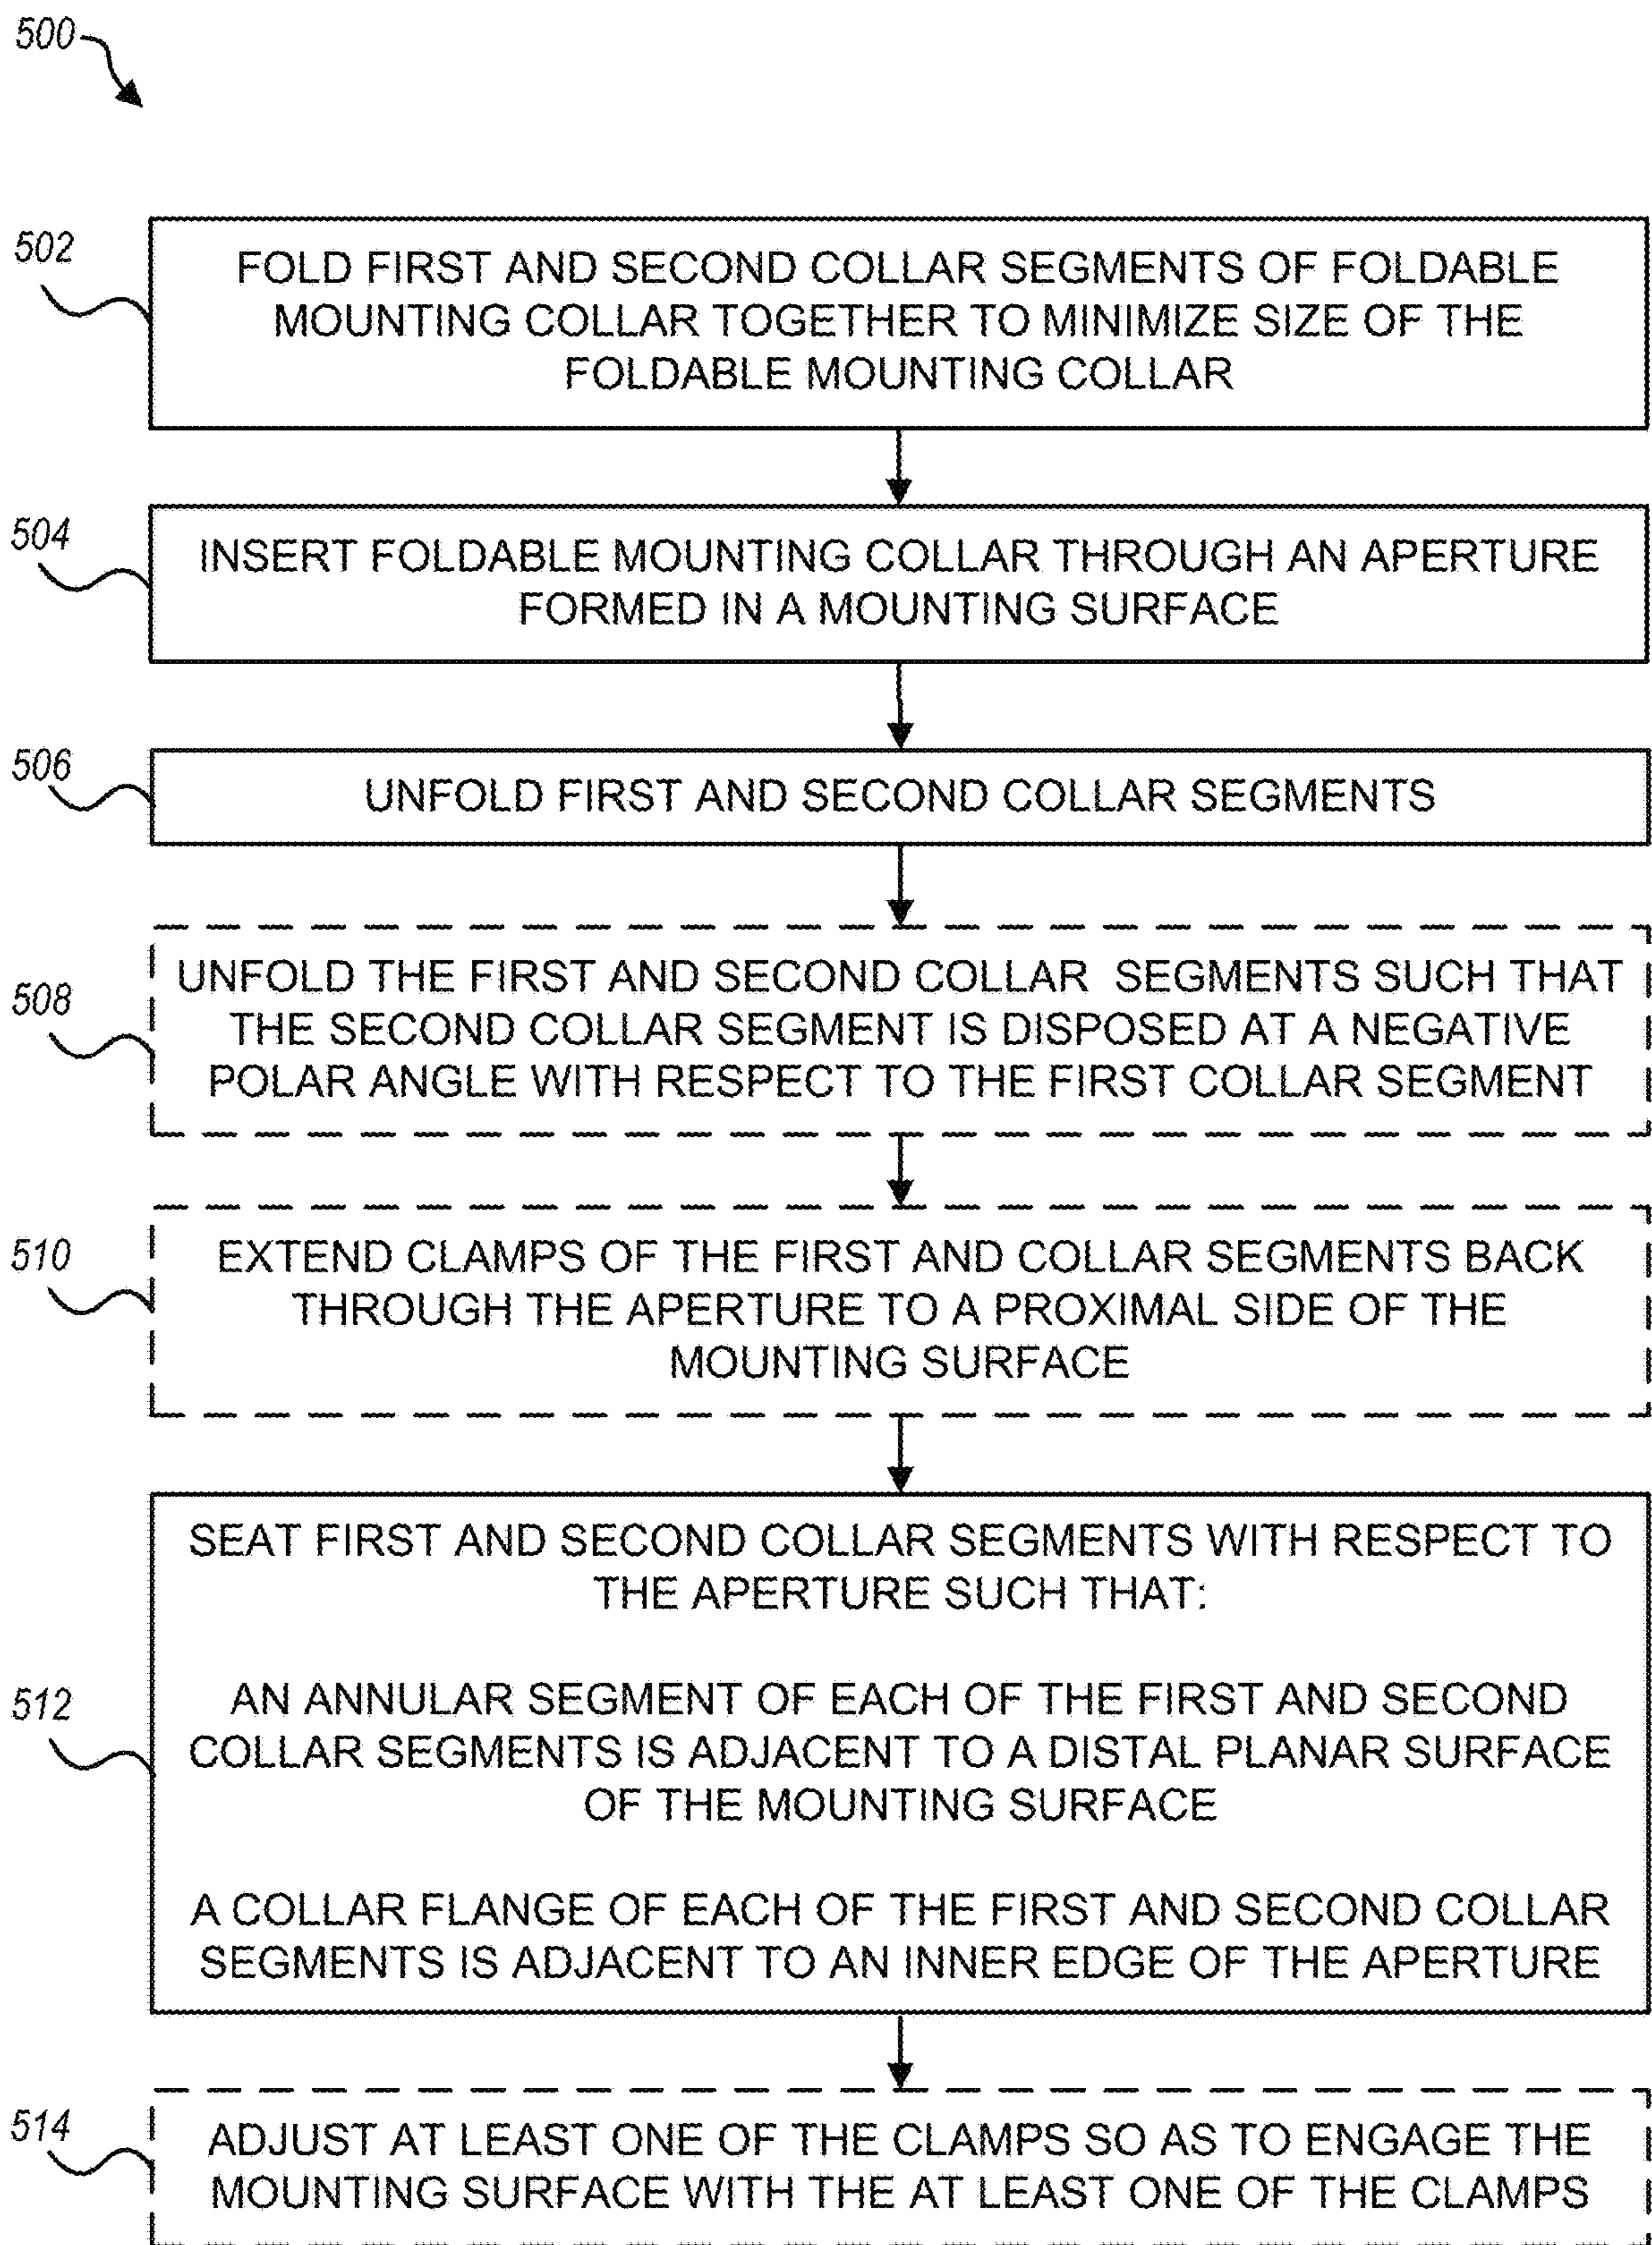 500
502
FOLD FIRST AND SECOND COLLAR SEGMENTS OF FOLDABLE
MOUNTING COLLAR TOGETHER TO MINIMIZE SIZE OF THE
FOLDABLE MOUNTING COLLAR
504
INSERT FOLDABLE MOUNTING COLLAR THROUGH AN APERTURE
FORMED IN A MOUNTING SURFACE
506
UNFOLD FIRST AND SECOND COLLAR SEGMENTS
508
UNFOLD THE FIRST AND SECOND COLLAR SEGMENTS SUCH THAT
THE SECOND COLLAR SEGMENT IS DISPOSED AT A NEGATIVE
POLAR ANGLE WITH RESPECT TO THE FIRST COLLAR SEGMENT
510
EXTEND CLAMPS OF THE FIRST AND COLLAR SEGMENTS BACK
THROUGH THE APERTURE TO A PROXIMAL SIDE OF THE
MOUNTING SURFACE
512
SEAT FIRST AND SECOND COLLAR SEGMENTS WITH RESPECT TO
THE APERTURE SUCH THAT:
AN ANNULAR SEGMENT OF EACH OF THE FIRST AND SECOND
COLLAR SEGMENTS IS ADJACENT TO A DISTAL PLANAR SURFACE
OF THE MOUNTING SURFACE
A COLLAR FLANGE OF EACH OF THE FIRST AND SECOND COLLAR
SEGMENTS IS ADJACENT TO AN INNER EDGE OF THE APERTURE
514
ADJUST AT LEAST ONE OF THE CLAMPS SO AS TO ENGAGE THE
MOUNTING SURFACE WITH THE AT LEAST ONE OF THE CLAMPS